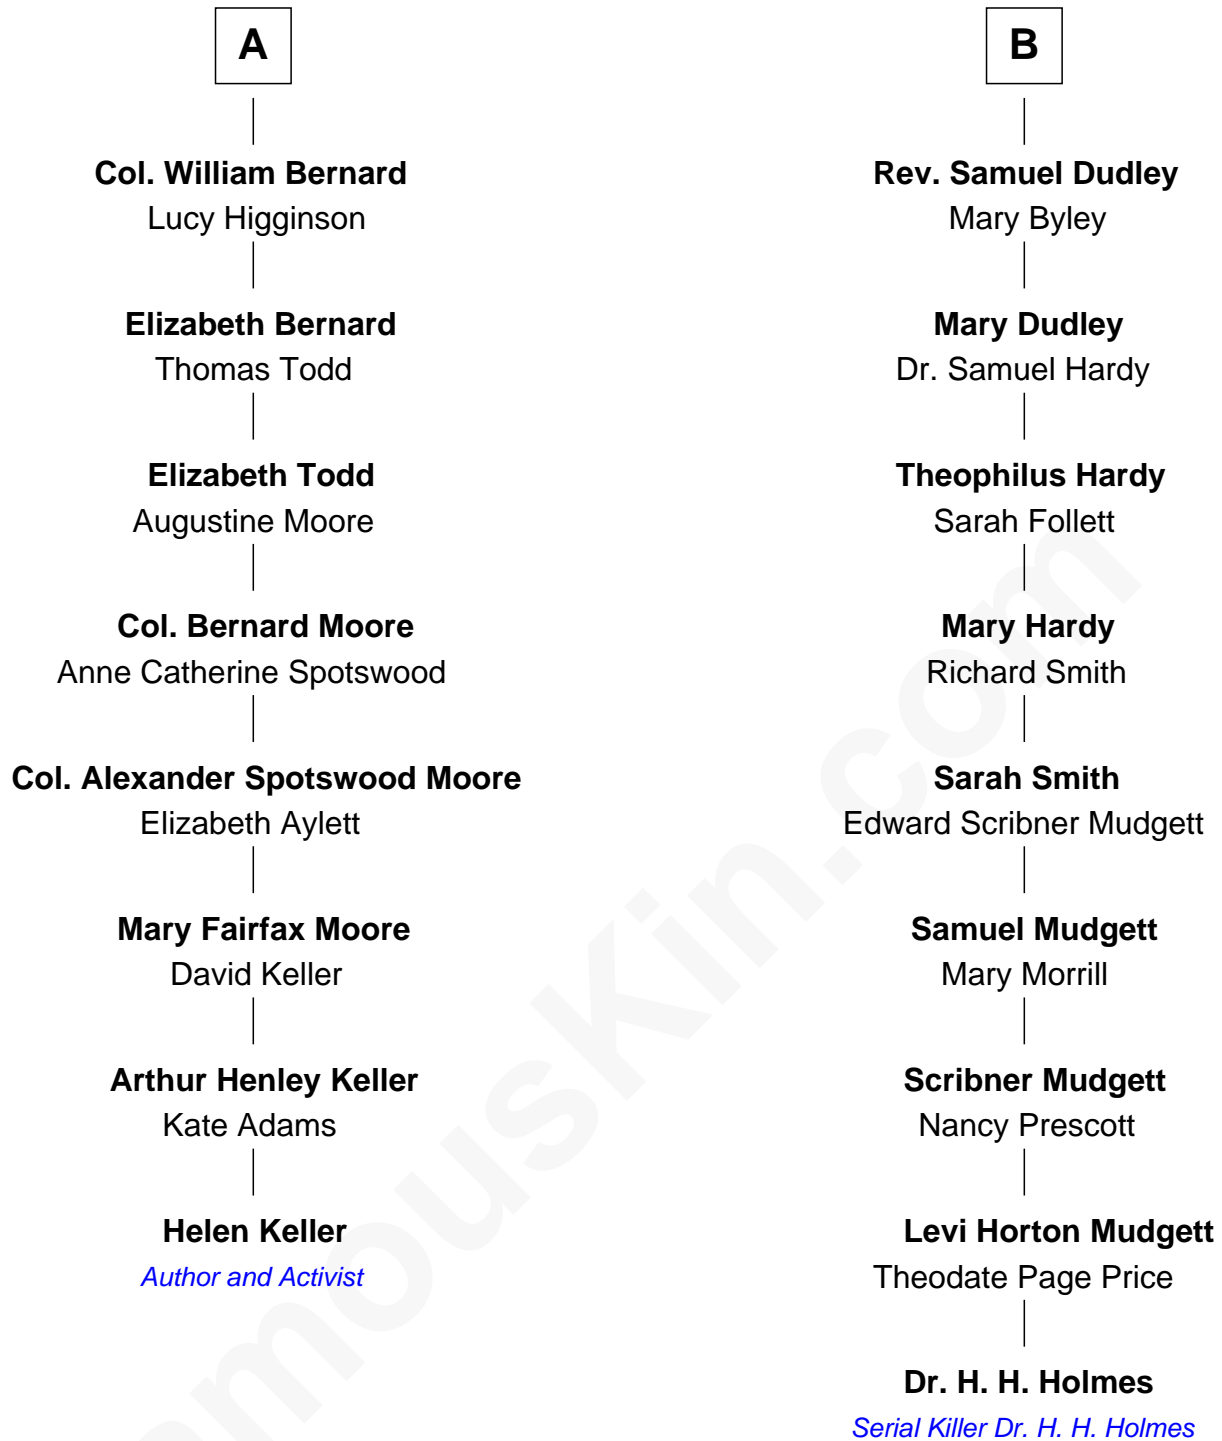 A
Col. William Bernard
Lucy Higginson
Elizabeth Bernard
Thomas Todd
Elizabeth Todd
Augustine Moore
Col. Bernard Moore
Anne Catherine Spotswood
Col. Alexander Spotswood Moore
Elizabeth Aylett
Mary Fairfax Moore
David Keller
Arthur Henley Keller
Kate Adams
Helen Keller
Author and Activist
B
Rev. Samuel Dudley
Mary Byley
Mary Dudley
Dr. Samuel Hardy
Theophilus Hardy
Sarah Follett
Mary Hardy
Richard Smith
Sarah Smith
Edward Scribner Mudgett
Samuel Mudgett
Mary Morrill
Scribner Mudgett
Nancy Prescott
Levi Horton Mudgett
Theodate Page Price
Dr. H. H. Holmes
Serial Killer Dr. H. H. Holmes
amouskin.com